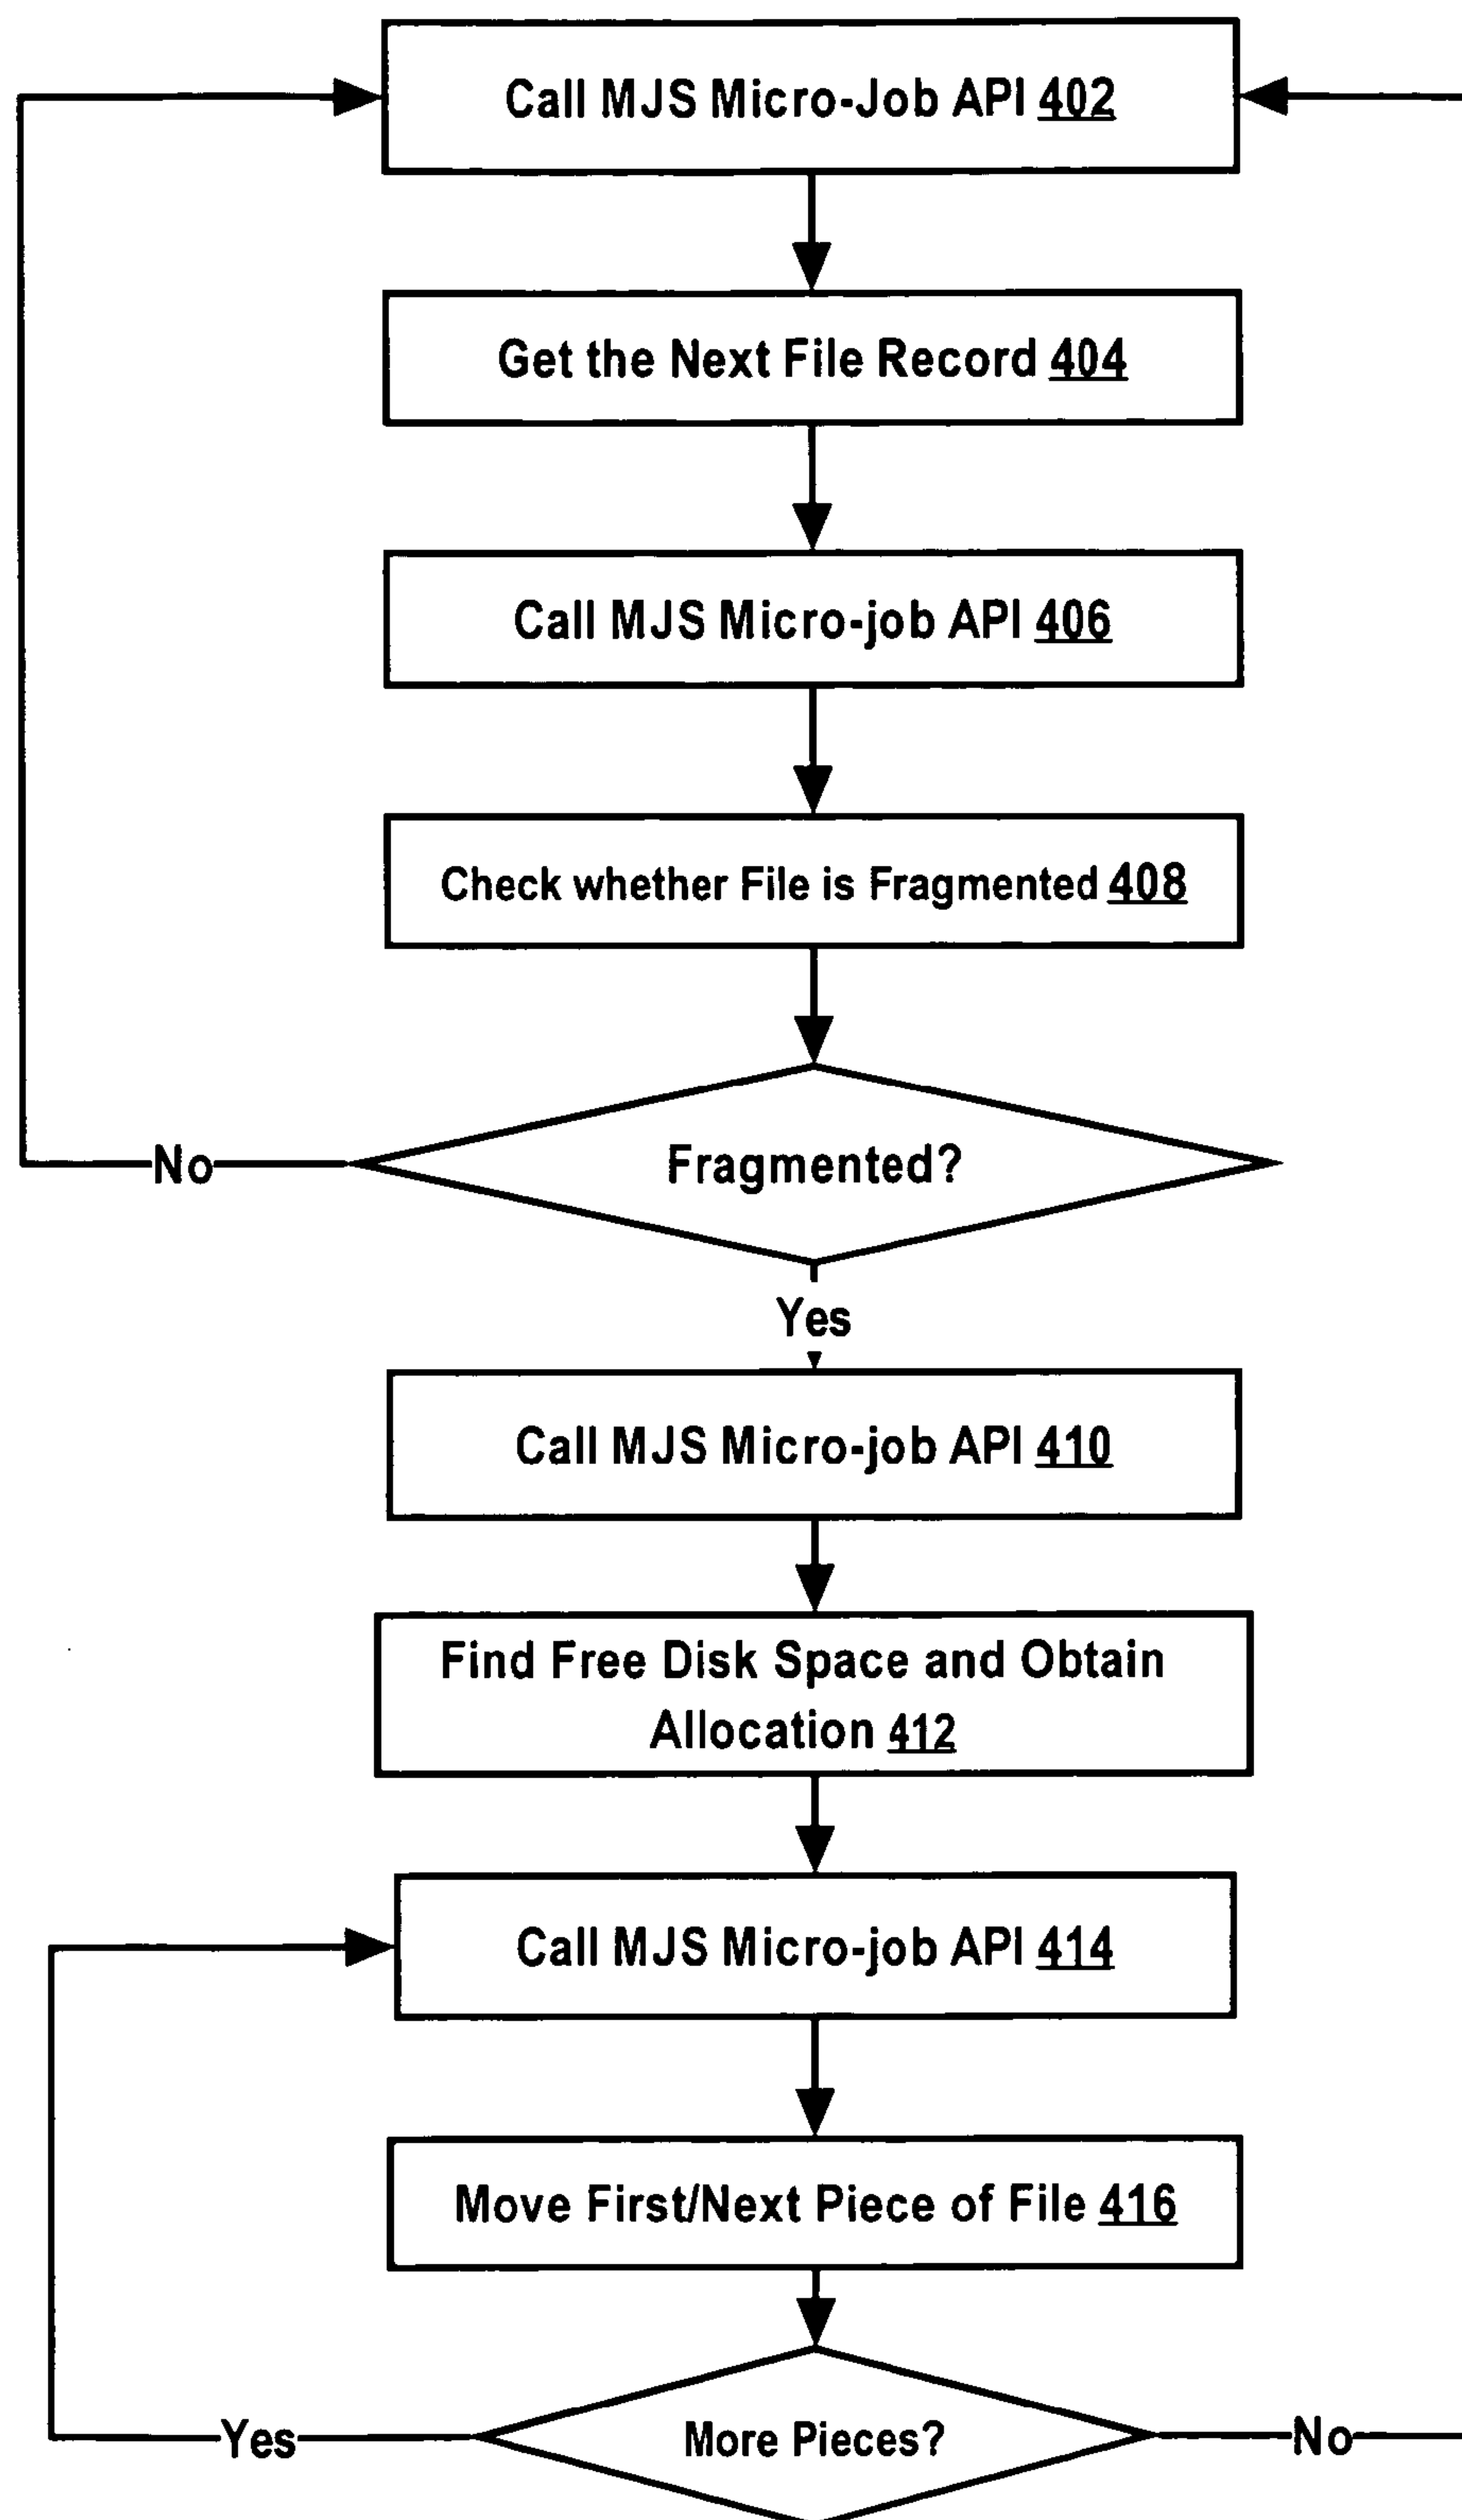 Call MJS Micro-Job API 402
Get the Next File Record 404
Call MJS Micro-job API 406
Check whether File is Fragmented 408
Fragmented?
No
Yes
Call MJS Micro-job API 410
Find Free Disk Space and Obtain
Allocation 412
Call MJS Micro-job API 414
Move First/Next Piece of File 416
Yes
More Pieces?
No